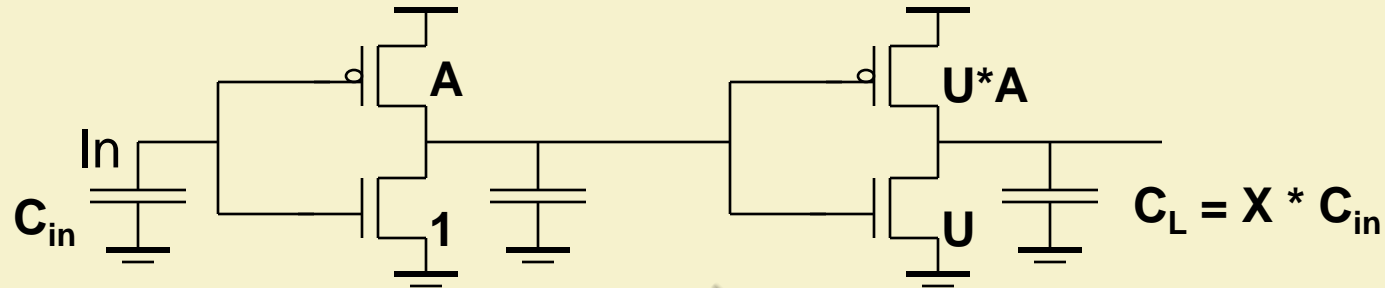 A
U*A
In
C_in
1
U
C_L = X * C_in